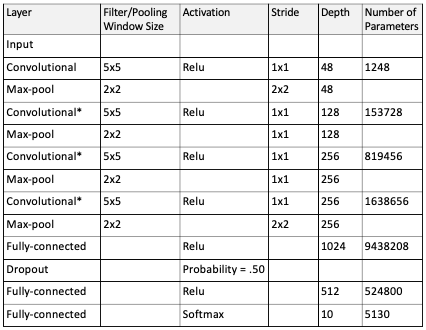 Layer Filter/Pooling Window Size Activation Stride Depth Number of Parameters
Input
Convolutional 5x5 Relu 1x1 48 1248
Max-pool 2x2 2x2 48
Convolutional* 5x5 Relu 1x1 128 153728
Max-pool 2x2 1x1 128
Convolutional* 5x5 Relu 1x1 256 819456
Max-pool 2x2 1x1 256
Convolutional* 5x5 Relu 1x1 256 1638656
Max-pool 2x2 2x2 256
Fully-connected Relu 1024 9438208
Dropout Probability = .50
Fully-connected Relu 512 524800
Fully-connected Softmax 10 5130